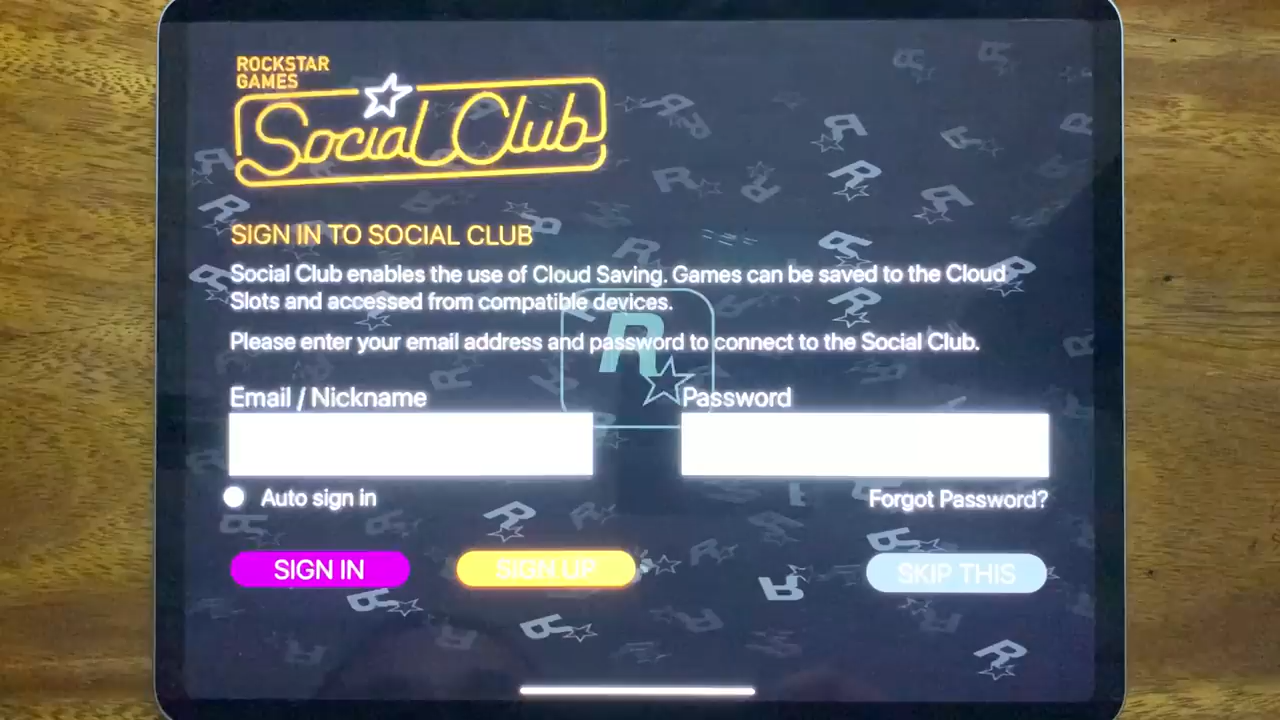 ROCKSTAR
GAMES
Social Club
SIGN IN TO SOCIAL CLUB
Social Club enables the use of Cloud Saving. Games can be saved to the Cloud
Slots and accessed from compatible devices.
Please enter your email address and password to connect to the Social Club.
Email / Nickname
Password
Auto sign in
Forgot Password?
SIGN IN
SIGN UP
SKIP THIS